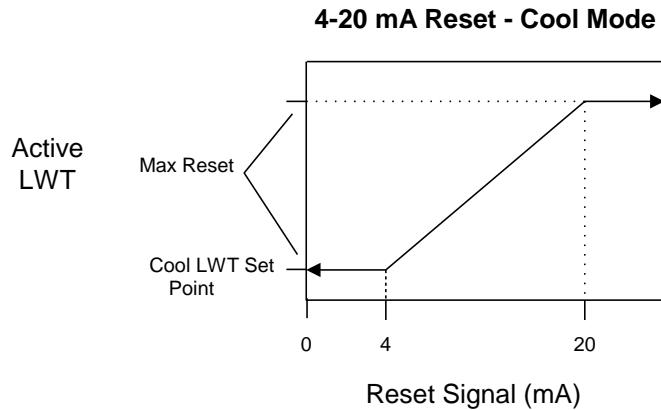 4-20 mA Reset - Cool Mode
Active
LWT
Max Reset
Cool LWT Set
Point
0
4
20
Reset Signal (mA)